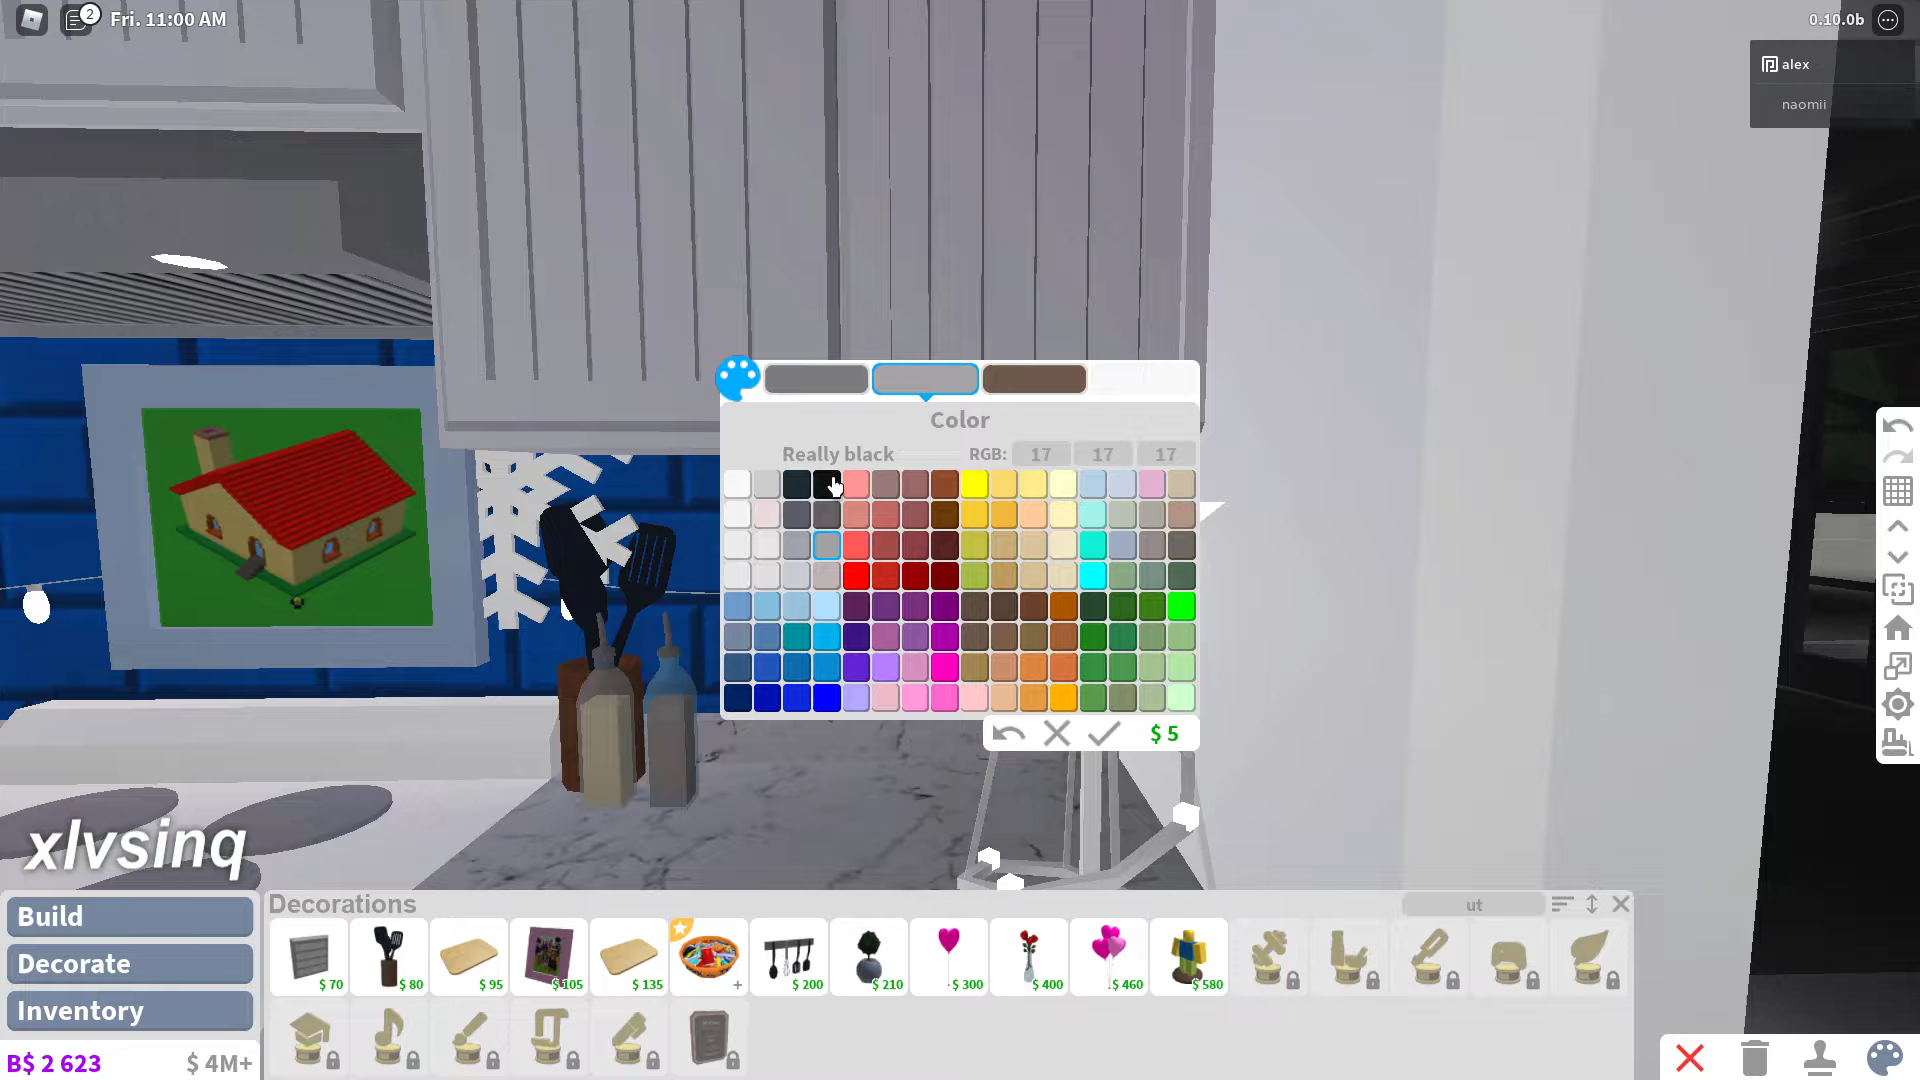 2
Fri. 11:00 AM
0.10.0b
alex
naomii
Color
Really black
RGB:
17
17
17
$ 5
xlvsinq
Build
Decorate
Inventory
B$ 2 623
$ 4M+
Decorations
ut
$ 70
$ 80
$ 95
$ 105
$ 135
+
$ 200
$ 210
$ 300
$ 400
$ 460
$ 580